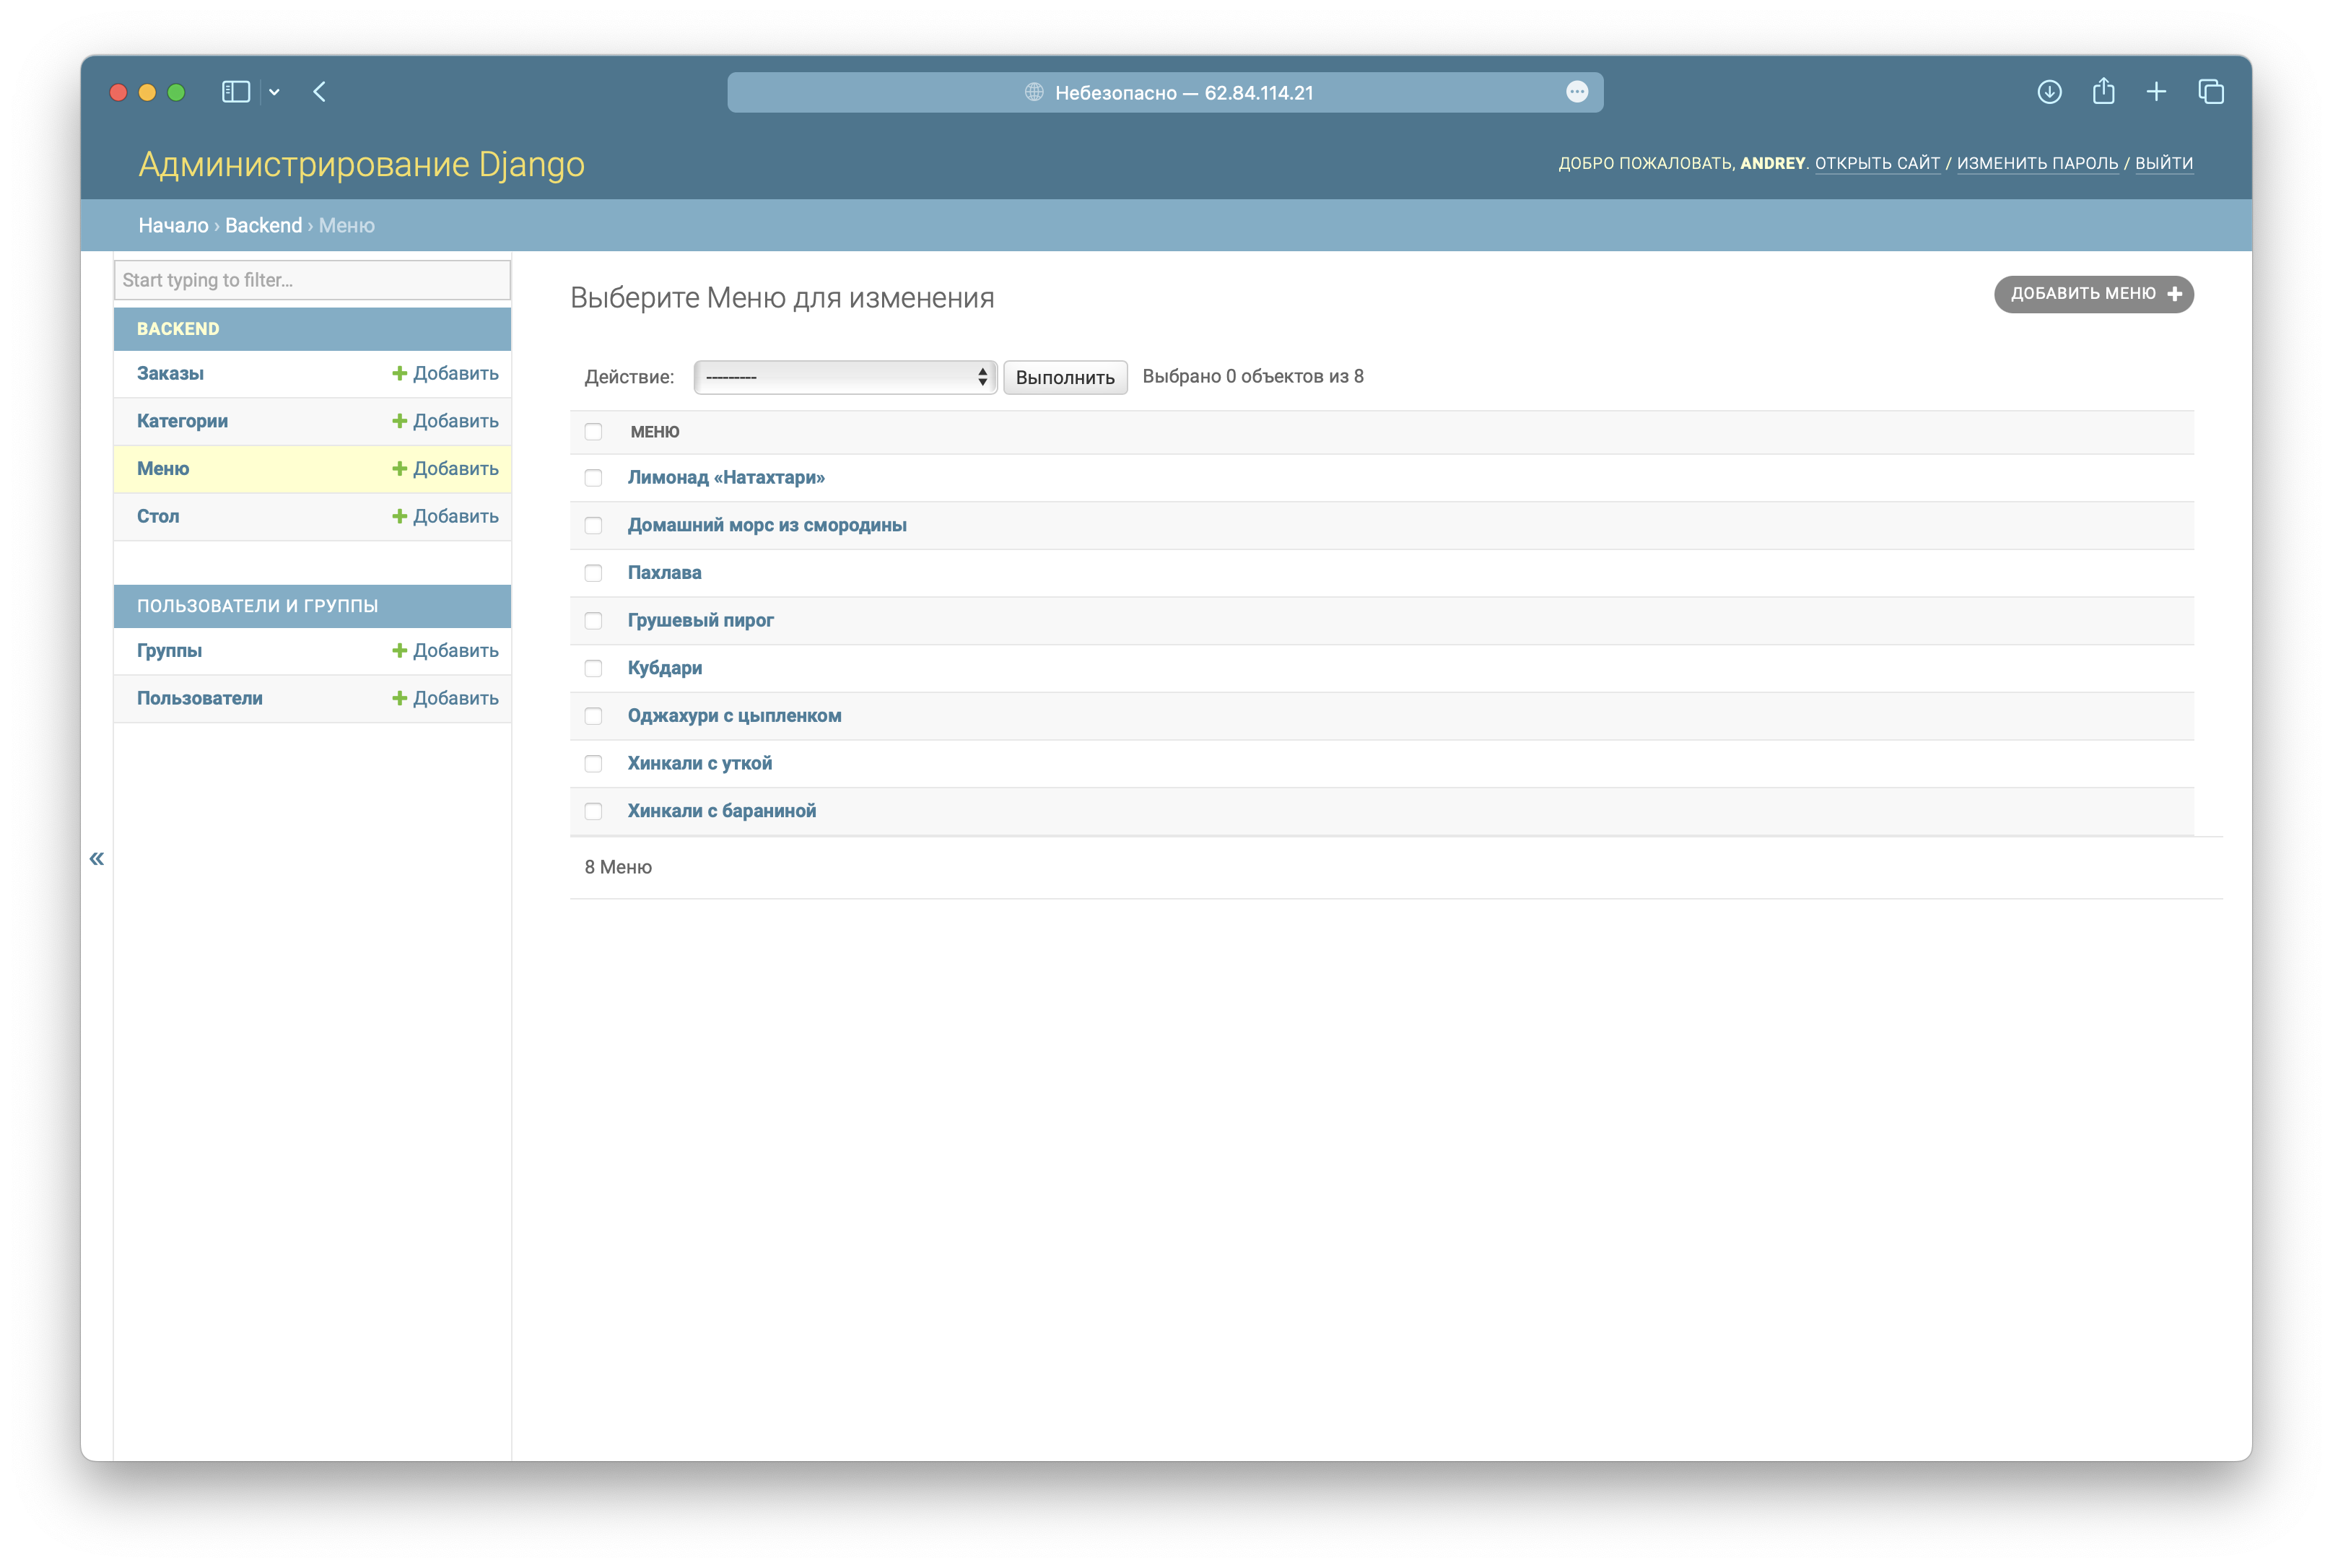 Небезопасно — 62.84.114.21
Администрирование Django
ДОБРО ПОЖАЛОВАТЬ, ANDREY. ОТКРЫТЬ САЙТ / ИЗМЕНИТЬ ПАРОЛЬ / ВЫЙТИ
Начало › Backend › Меню
Start typing to filter...
BACKEND
Заказы Добавить
Категории Добавить
Меню Добавить
Стол Добавить
ПОЛЬЗОВАТЕЛИ И ГРУППЫ
Группы Добавить
Пользователи Добавить
«
Выберите Меню для изменения
ДОБАВИТЬ МЕНЮ
Действие: --------- Выполнить Выбрано 0 объектов из 8
МЕНЮ
Лимонад «Натахтари»
Домашний морс из смородины
Пахлава
Грушевый пирог
Кубдари
Оджахури с цыпленком
Хинкали с уткой
Хинкали с бараниной
8 Меню